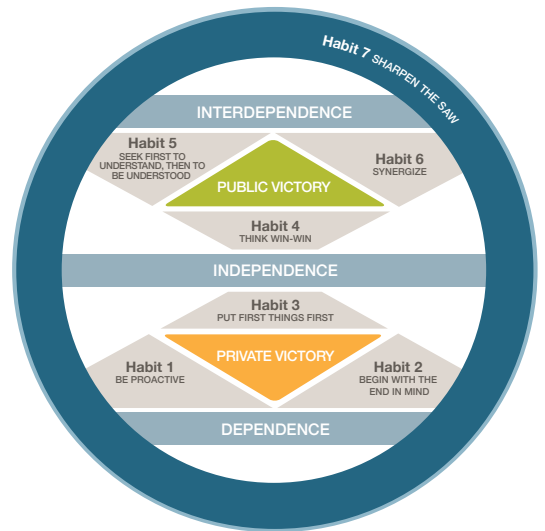 Habit 7 SHARPEN THE SAW
INTERDEPENDENCE
Habit 5
SEEK FIRST TO
UNDERSTAND, THEN TO
BE UNDERSTOOD
Habit 6
SYNERGIZE
PUBLIC VICTORY
Habit 4
THINK WIN-WIN
INDEPENDENCE
Habit 3
PUT FIRST THINGS FIRST
PRIVATE VICTORY
Habit 1
BE PROACTIVE
Habit 2
BEGIN WITH THE
END IN MIND
DEPENDENCE